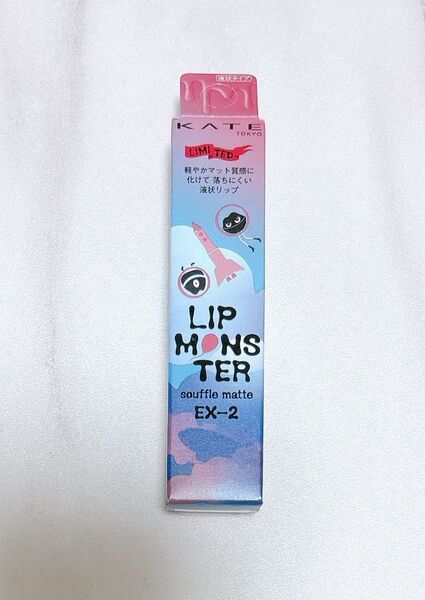 液状タイプ
KATE
TOKYO
LIMITED
軽やかマット質感に
化けて 落ちにくい
液状リップ
LIP
MONS
TER
souffle matte
EX-2